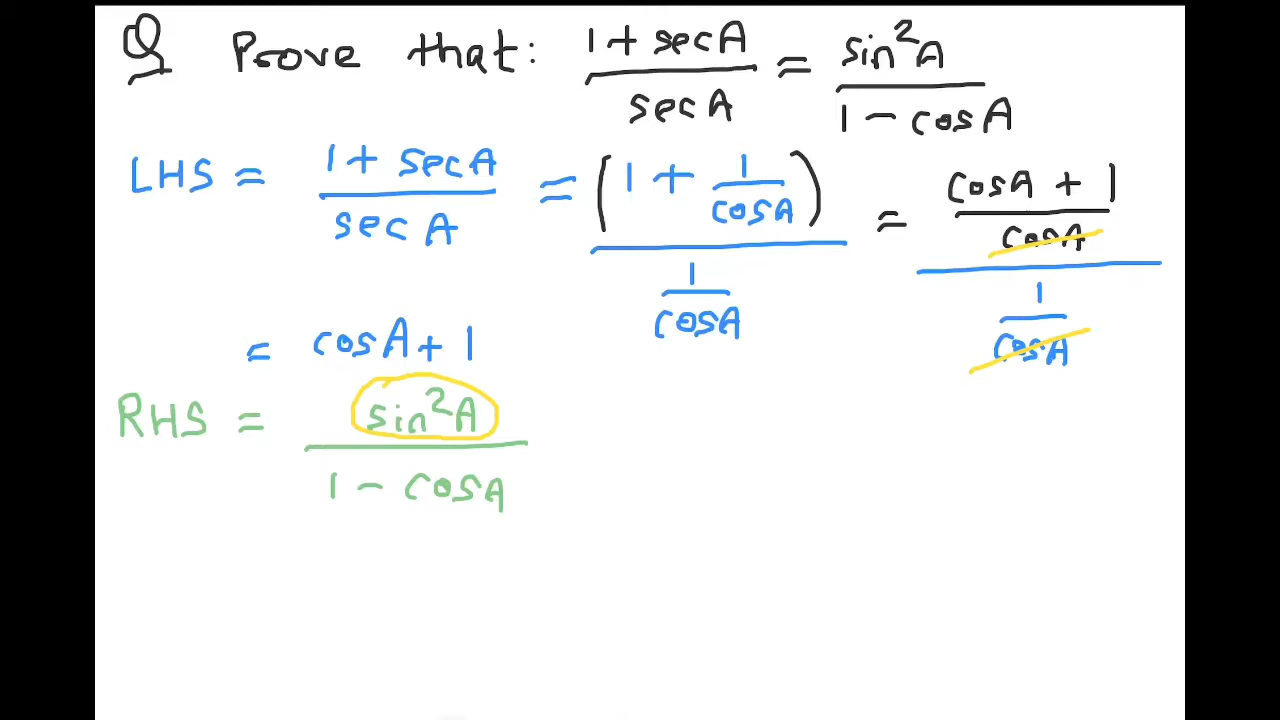 Q Prove that: (1 + secA)/(secA) = (sin²A)/(1 - cosA)
LHS = (1 + secA)/(secA) = ((1 + 1/cosA))/(1/cosA) = ((cosA + 1)/cosA)/(1/cosA)
= cosA + 1
RHS = (sin²A)/(1 - cosA)